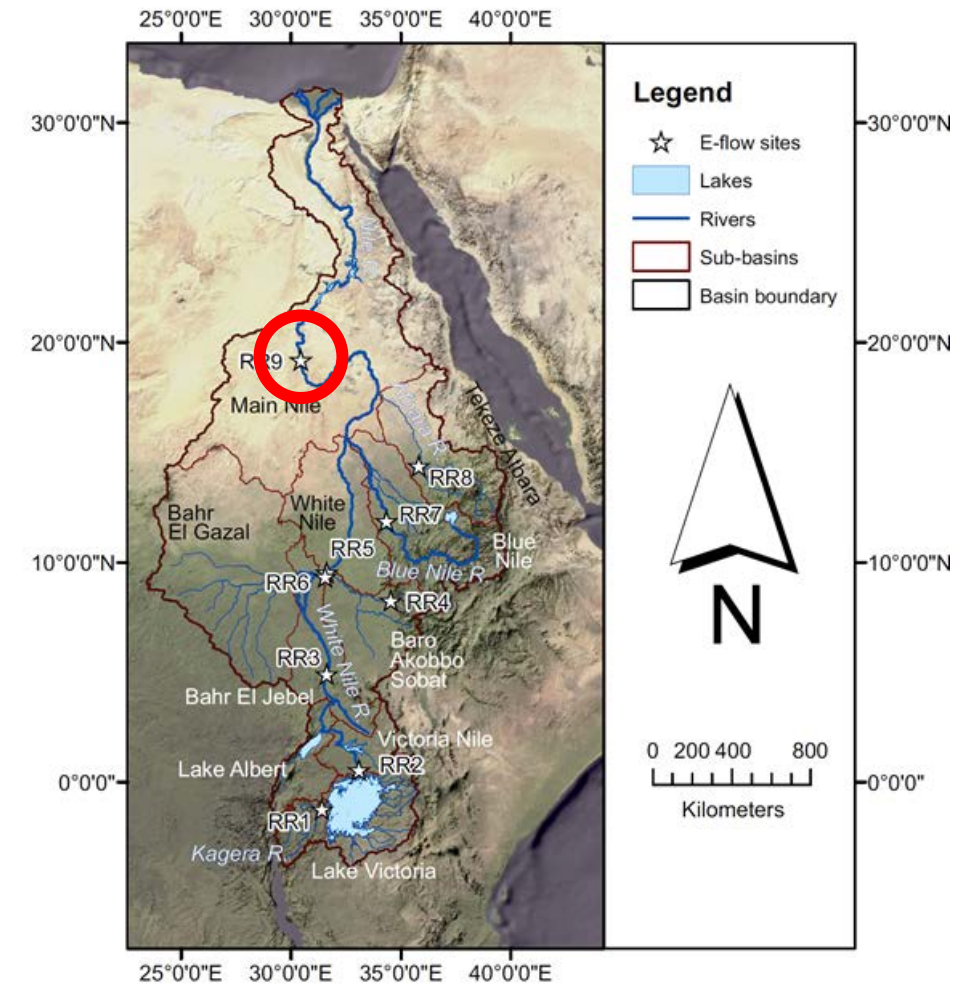 25°0'0"E 30°0'0"E 35°0'0"E 40°0'0"E
30°0'0"N
20°0'0"N
10°0'0"N
0°0'0"
30°0'0"N
20°0'0"N
10°0'0"N
0°0'0"
Nile R
RR9
Main Nile
Tekeze Albara
RR8
Bahr
El Gazal
White
Nile
RR7
RR5
Blue
Nile
Blue Nile R
RR6
RR4
White Nile R
Baro
Akobbo
Sobat
RR3
Bahr El Jebel
Victoria Nile
Lake Albert
RR2
RR1
Kagera R
Lake Victoria
25°0'0"E 30°0'0"E 35°0'0"E 40°0'0"E
Legend
E-flow sites
Lakes
Rivers
Sub-basins
Basin boundary
N
0 200 400 800
Kilometers